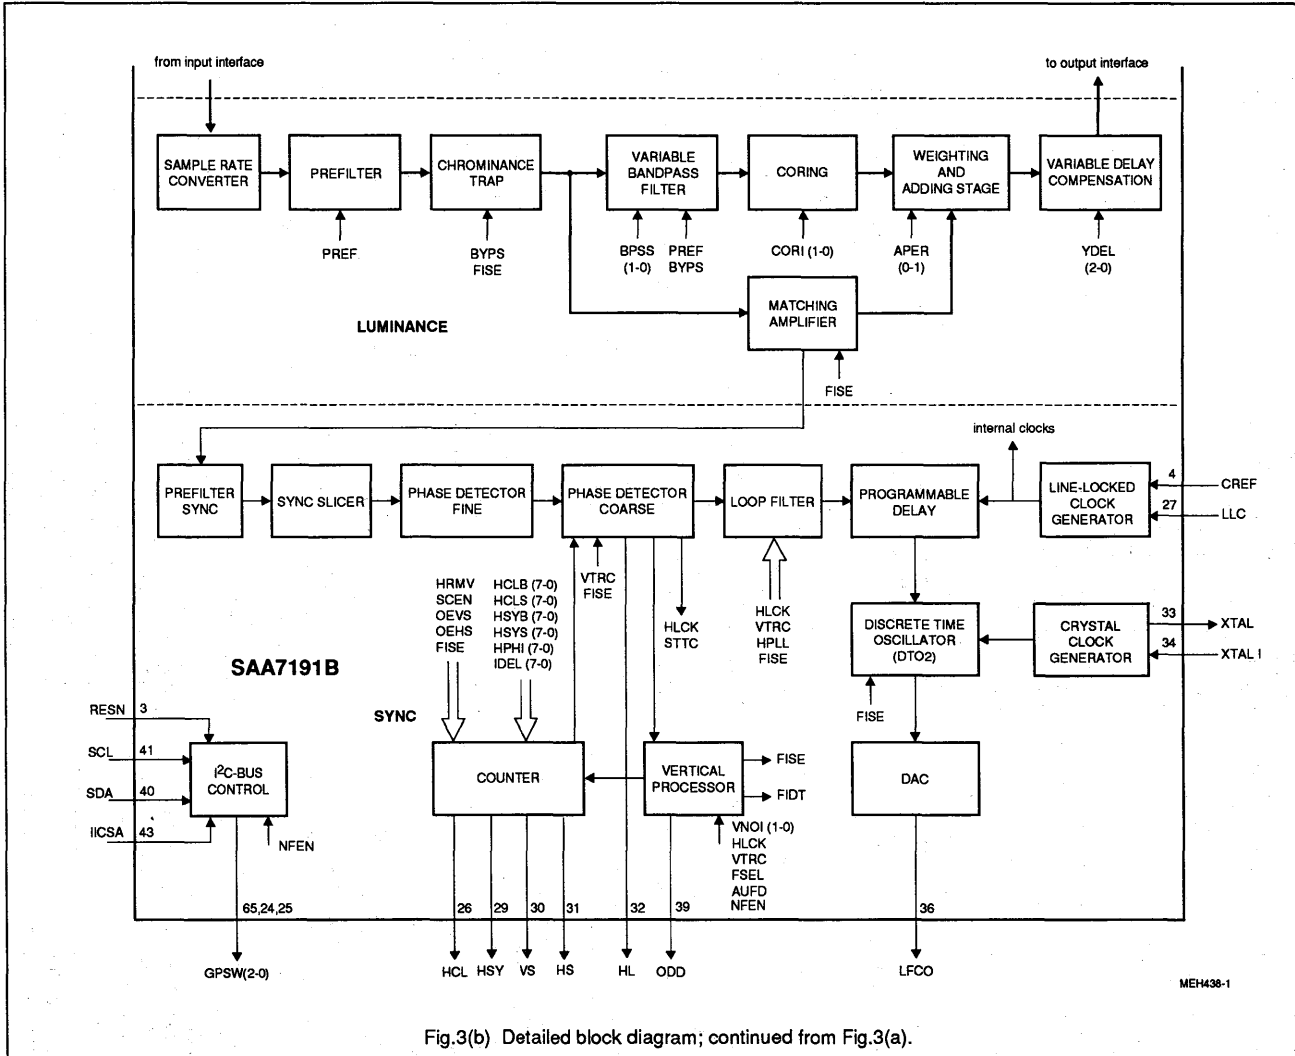 from input interface
to output interface
SAMPLE RATE
CONVERTER
PREFILTER
CHROMINANCE
TRAP
VARIABLE
BANDPASS
FILTER
CORING
WEIGHTING
AND
ADDING STAGE
VARIABLE DELAY
COMPENSATION
PREF
BYPS
FISE
BPSS
(1-0)
PREF
BYPS
CORI (1-0)
APER
(0-1)
YDEL
(2-0)
MATCHING
AMPLIFIER
LUMINANCE
FISE
internal clocks
PREFILTER
SYNC
SYNC SLICER
PHASE DETECTOR
FINE
PHASE DETECTOR
COARSE
LOOP FILTER
PROGRAMMABLE
DELAY
LINE-LOCKED
CLOCK
GENERATOR
4
CREF
27
LLC
HRMV
SCEN
OEVS
OEHS
FISE
HCLB (7-0)
HCLS (7-0)
HSYB (7-0)
HSYS (7-0)
HPHI (7-0)
IDEL (7-0)
VTRC
FISE
HLCK
STTC
HLCK
VTRC
HPLL
FISE
DISCRETE TIME
OSCILLATOR
(DTO2)
CRYSTAL
CLOCK
GENERATOR
33
XTAL
34
XTAL I
SAA7191B
SYNC
FISE
RESN 3
SCL 41
SDA 40
IICSA 43
I²C-BUS
CONTROL
NFEN
COUNTER
VERTICAL
PROCESSOR
FISE
FIDT
DAC
VNOI (1-0)
HLCK
VTRC
FSEL
AUFD
NFEN
65,24,25
26
29
30
31
32
39
36
GPSW(2-0)
HCL
HSY
VS
HS
HL
ODD
LFCO
MEH438-1
Fig.3(b) Detailed block diagram; continued from Fig.3(a).